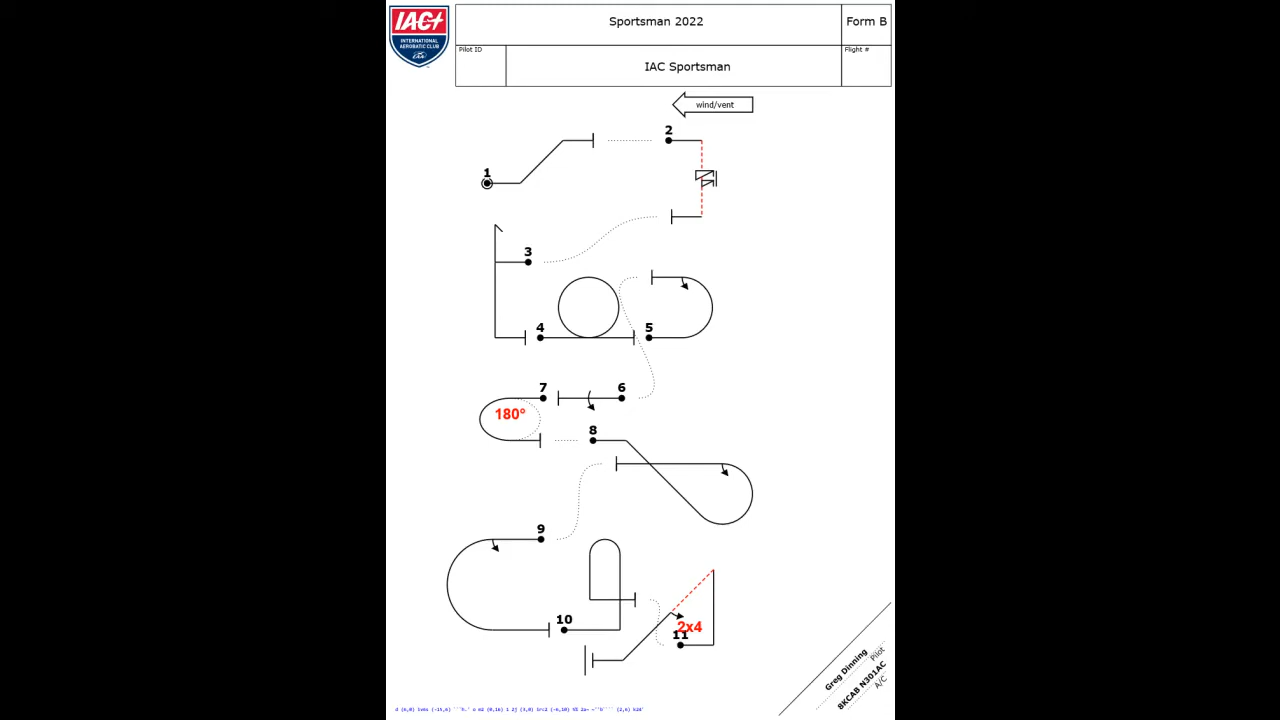 IAC
INTERNATIONAL
AEROBATIC CLUB
EAA
Sportsman 2022
Form B
Pilot ID
IAC Sportsman
Flight #
wind/vent
1
2
3
4
5
6
7
180°
8
9
10
2x4
11
Greg Dinning
Pilot
8KCAB N301AC
A/C